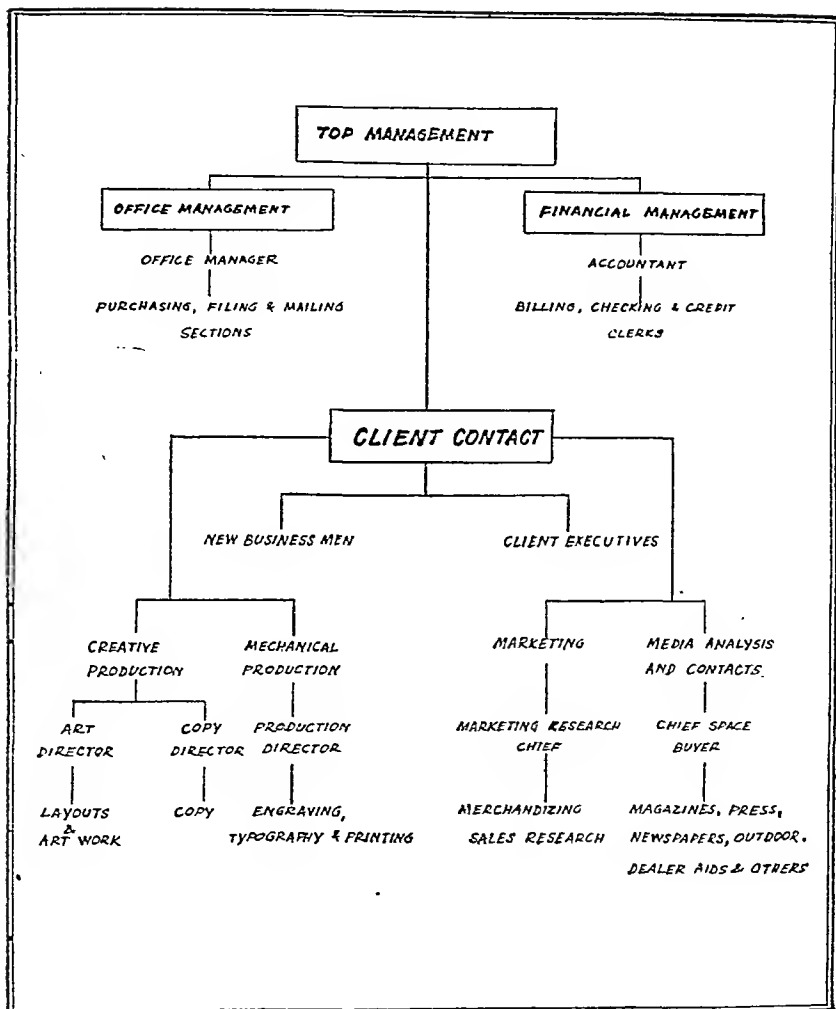 TOP MANAGEMENT
OFFICE MANAGEMENT
FINANCIAL MANAGEMENT
OFFICE MANAGER
ACCOUNTANT
PURCHASING, FILING & MAILING
SECTIONS
BILLING, CHECKING & CREDIT
CLERKS
CLIENT CONTACT
NEW BUSINESS MEN
CLIENT EXECUTIVES
CREATIVE
PRODUCTION
MECHANICAL
PRODUCTION
MARKETING
MEDIA ANALYSIS
AND CONTACTS.
ART
DIRECTOR
COPY
DIRECTOR
PRODUCTION
DIRECTOR
MARKETING RESEARCH
CHIEF
CHIEF SPACE
BUYER
LAYOUTS
&
ART WORK
COPY
ENGRAVING,
TYPOGRAPHY & PRINTING
MERCHANDIZING
SALES RESEARCH
MAGAZINES, PRESS,
NEWSPAPERS, OUTDOOR.
DEALER AIDS & OTHERS